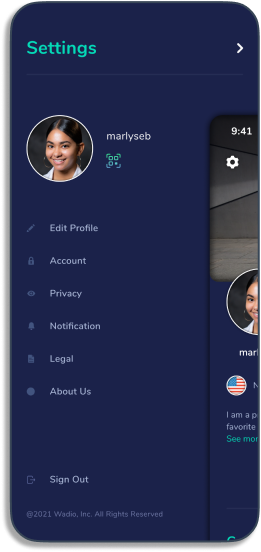 Settings
marlyseb
9:41
Edit Profile
Account
Privacy
Notification
Legal
About Us
I am a p
favorite
See mor
Sign Out
@2021 Wadio, Inc. All Rights Reserved